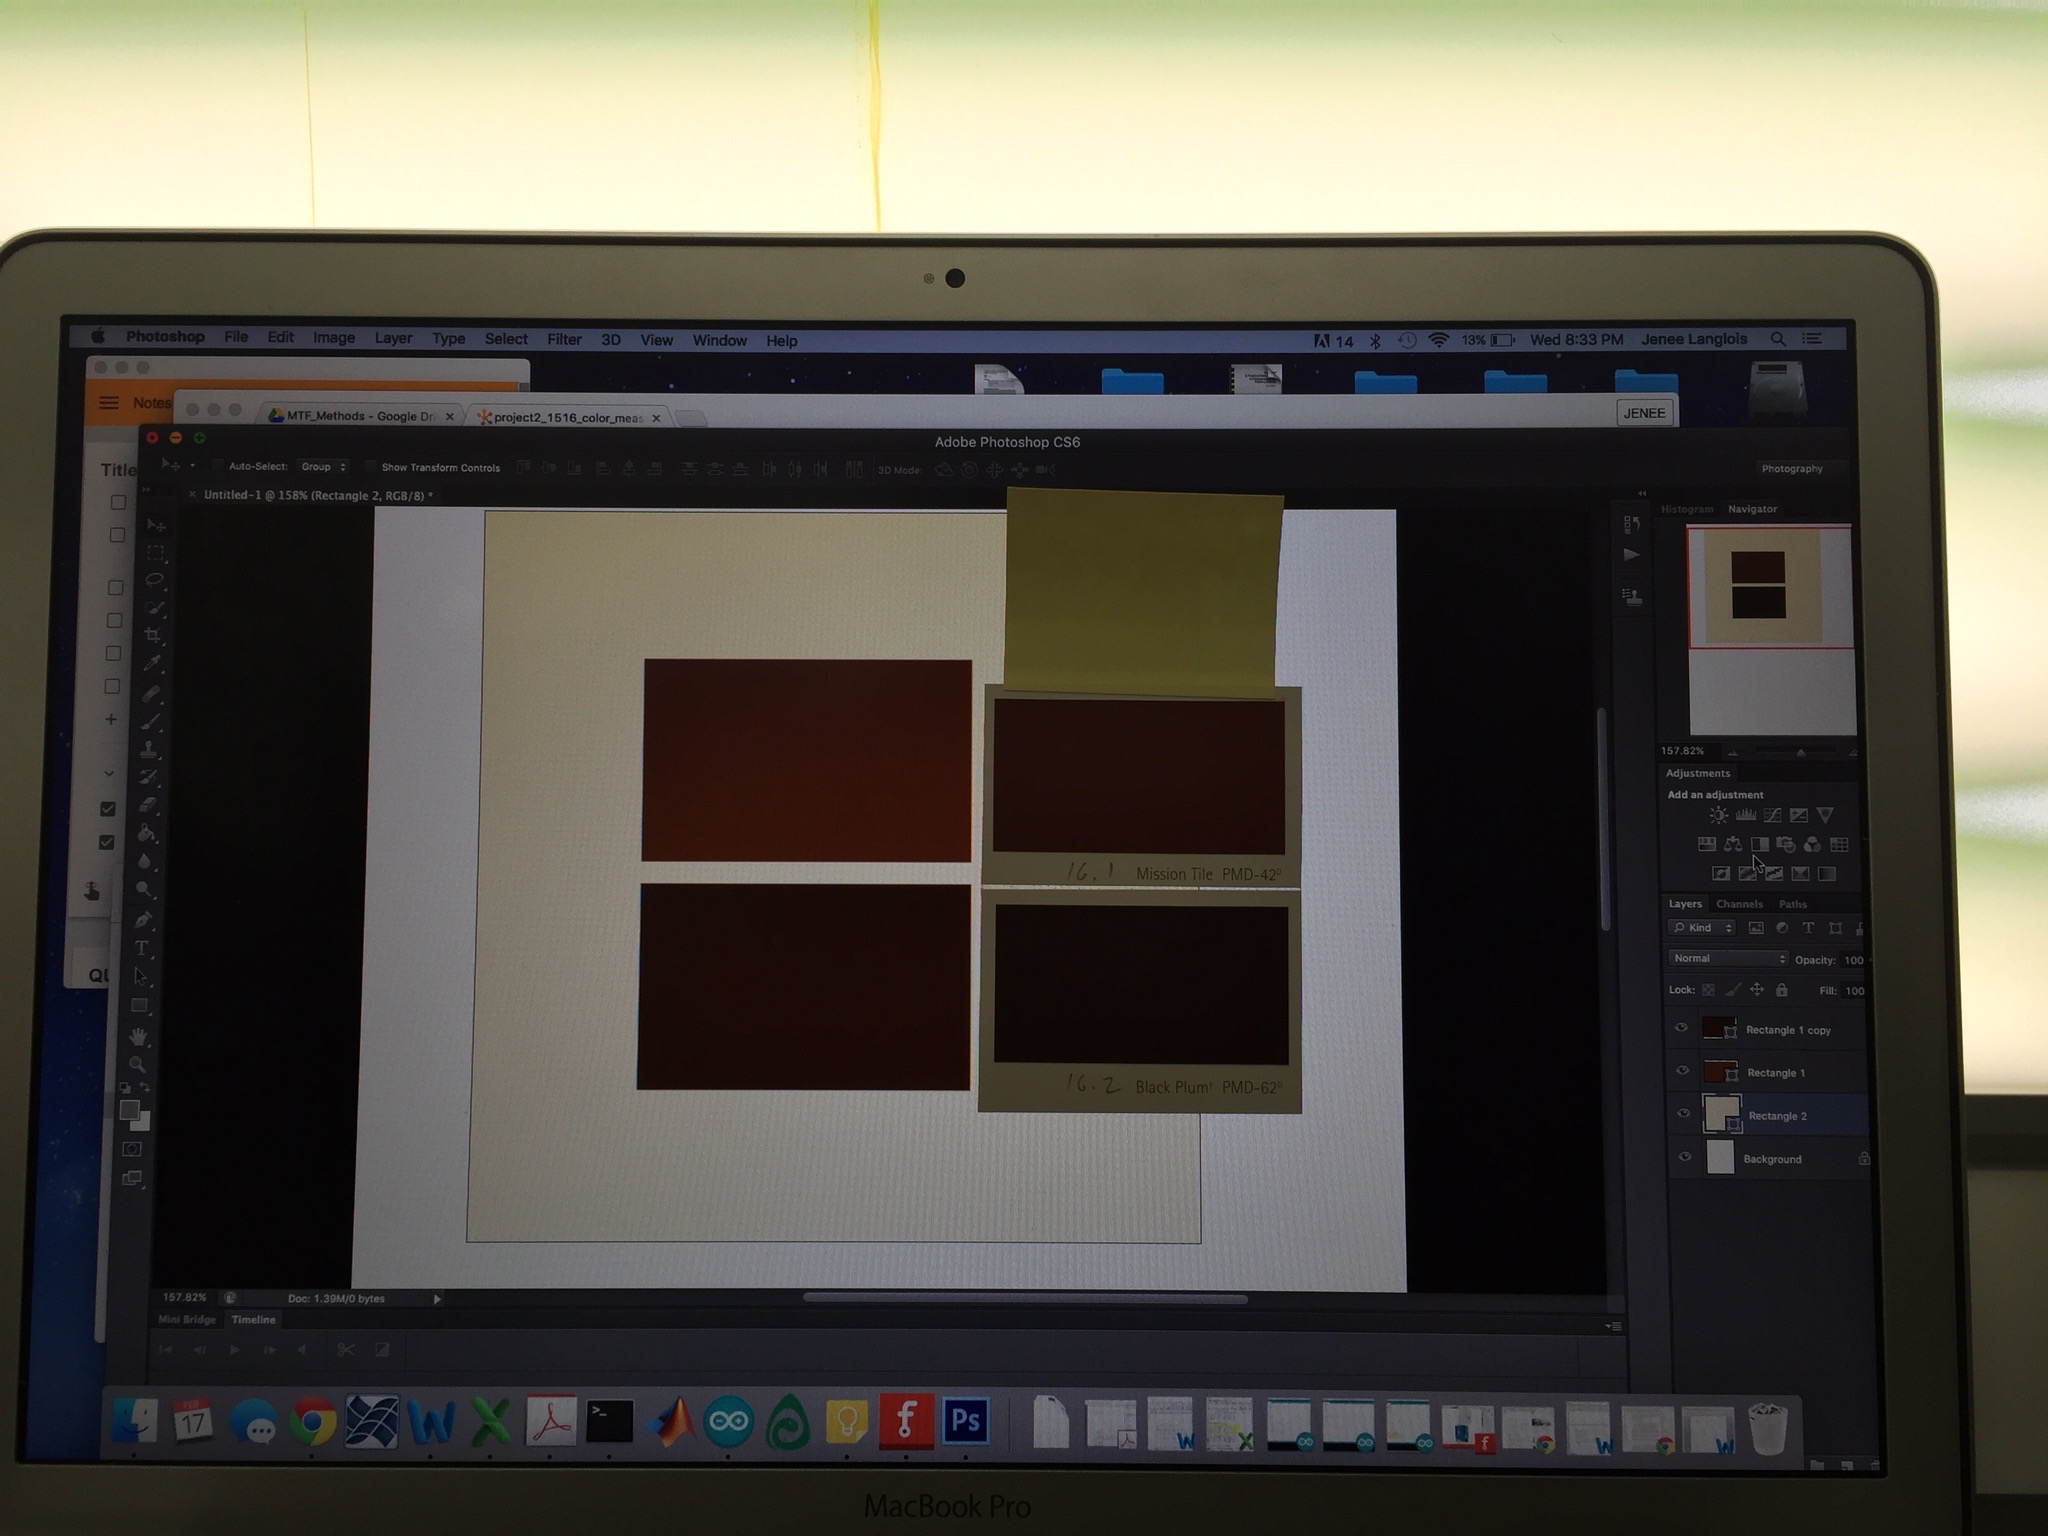 Photoshop File Edit Image Layer Type Select Filter 3D View Window Help 14 13% Wed 8:33 PM Jenee Langlois
Notes
MTF_Methods - Google Dri
project2_1516_color_meas
JENEE
Adobe Photoshop CS6
Title
Auto-Select: Group Show Transform Controls 3D Mode: Photography
Untitled-1 @ 158% (Rectangle 2, RGB/8) *
Histogram Navigator
157.82%
Adjustments
Add an adjustment
16.1 Mission Tile PMD-42D
16.2 Black Plum† PMD-62D
Layers Channels Paths
Kind
Normal Opacity: 100
Lock: Fill: 100
Rectangle 1 copy
Rectangle 1
Rectangle 2
Background
QU
157.82% Doc: 1.39M/0 bytes
Mini Bridge Timeline
FEB
17
Ps
MacBook Pro